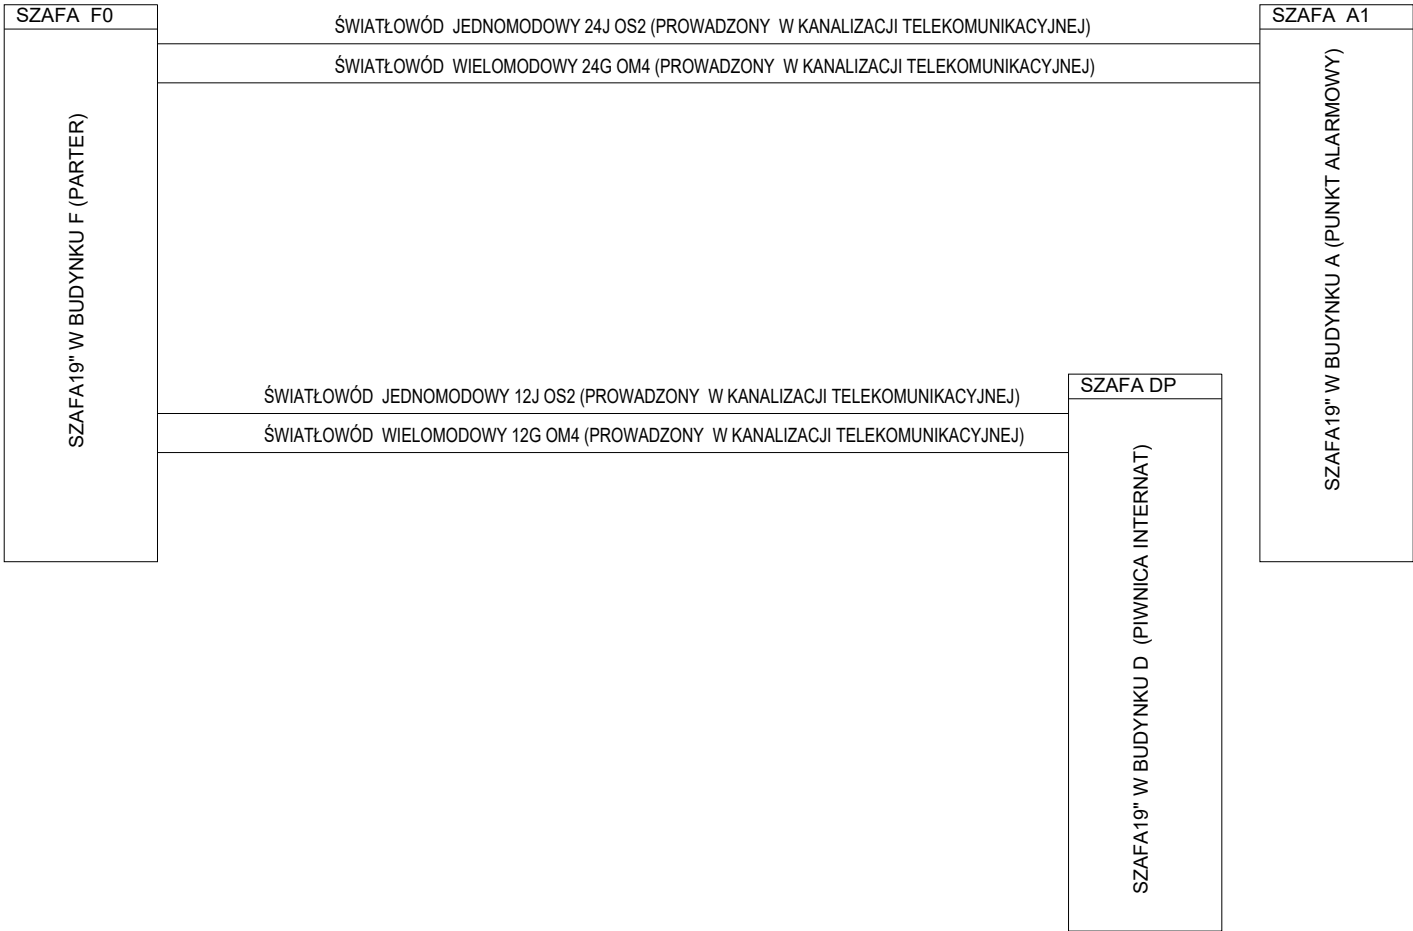 SZAFA F0
ŚWIATŁOWÓD JEDNOMODOWY 24J OS2 (PROWADZONY W KANALIZACJI TELEKOMUNIKACYJNEJ)
SZAFA A1
ŚWIATŁOWÓD WIELOMODOWY 24G OM4 (PROWADZONY W KANALIZACJI TELEKOMUNIKACYJNEJ)
SZAFA19" W BUDYNKU F (PARTER)
SZAFA19" W BUDYNKU A (PUNKT ALARMOWY)
ŚWIATŁOWÓD JEDNOMODOWY 12J OS2 (PROWADZONY W KANALIZACJI TELEKOMUNIKACYJNEJ)
SZAFA DP
ŚWIATŁOWÓD WIELOMODOWY 12G OM4 (PROWADZONY W KANALIZACJI TELEKOMUNIKACYJNEJ)
SZAFA19" W BUDYNKU D (PIWNICA INTERNAT)